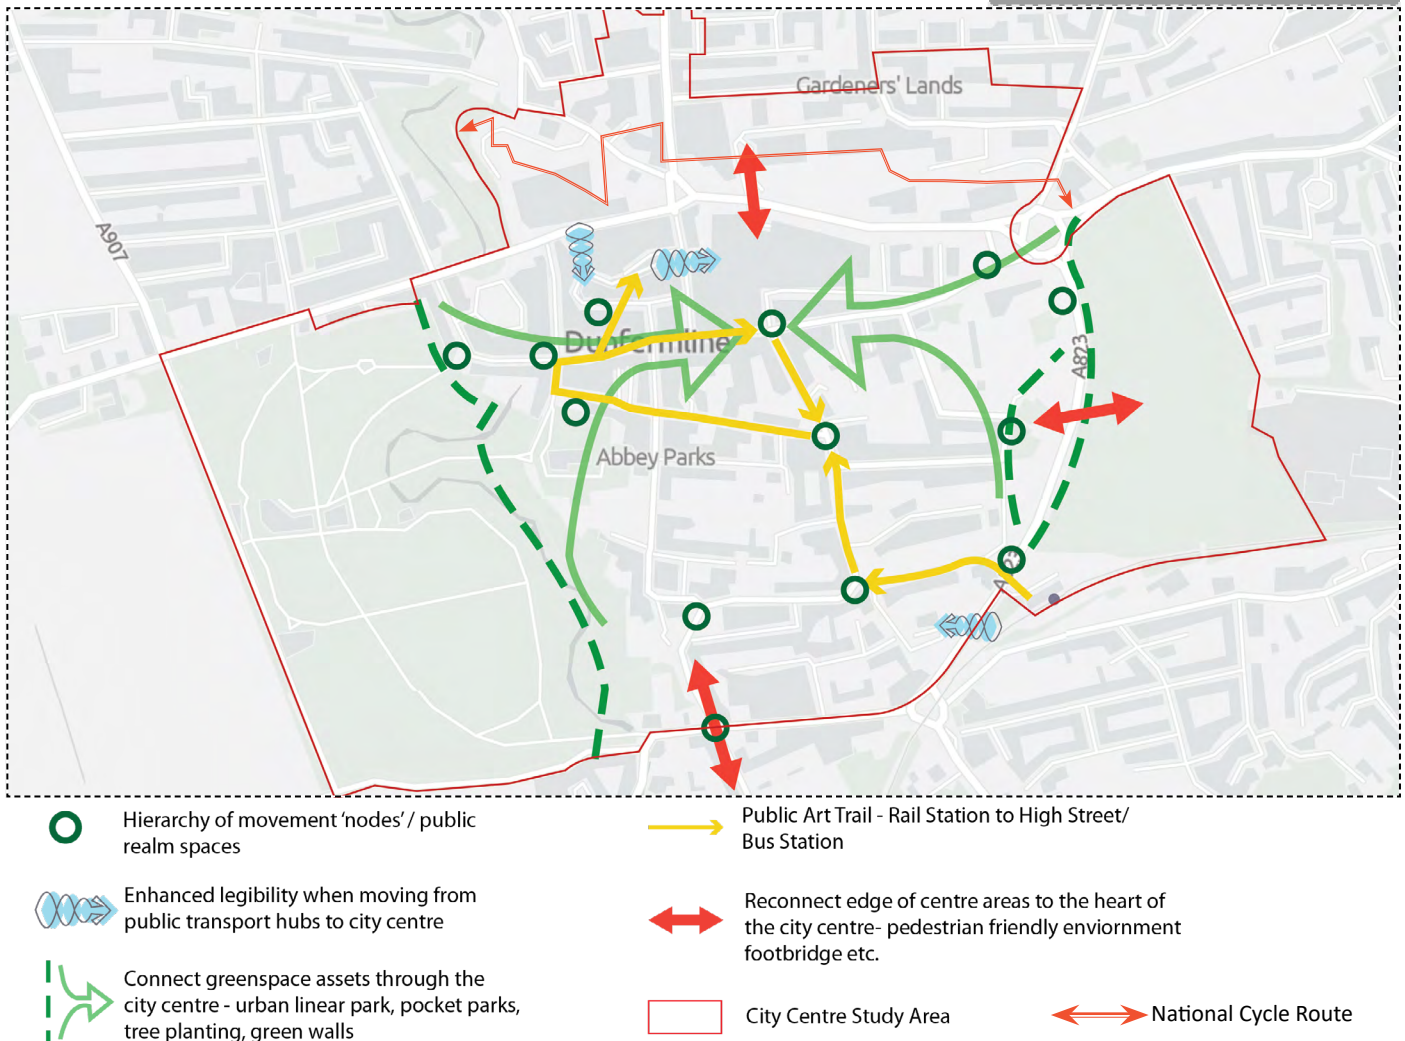 Gardeners' Lands
A907
Dunfermline
A823
Abbey Parks
Hierarchy of movement 'nodes' / public
realm spaces
Enhanced legibility when moving from
public transport hubs to city centre
Connect greenspace assets through the
city centre - urban linear park, pocket parks,
tree planting, green walls
Public Art Trail - Rail Station to High Street/
Bus Station
Reconnect edge of centre areas to the heart of
the city centre- pedestrian friendly enviornment
footbridge etc.
City Centre Study Area
National Cycle Route